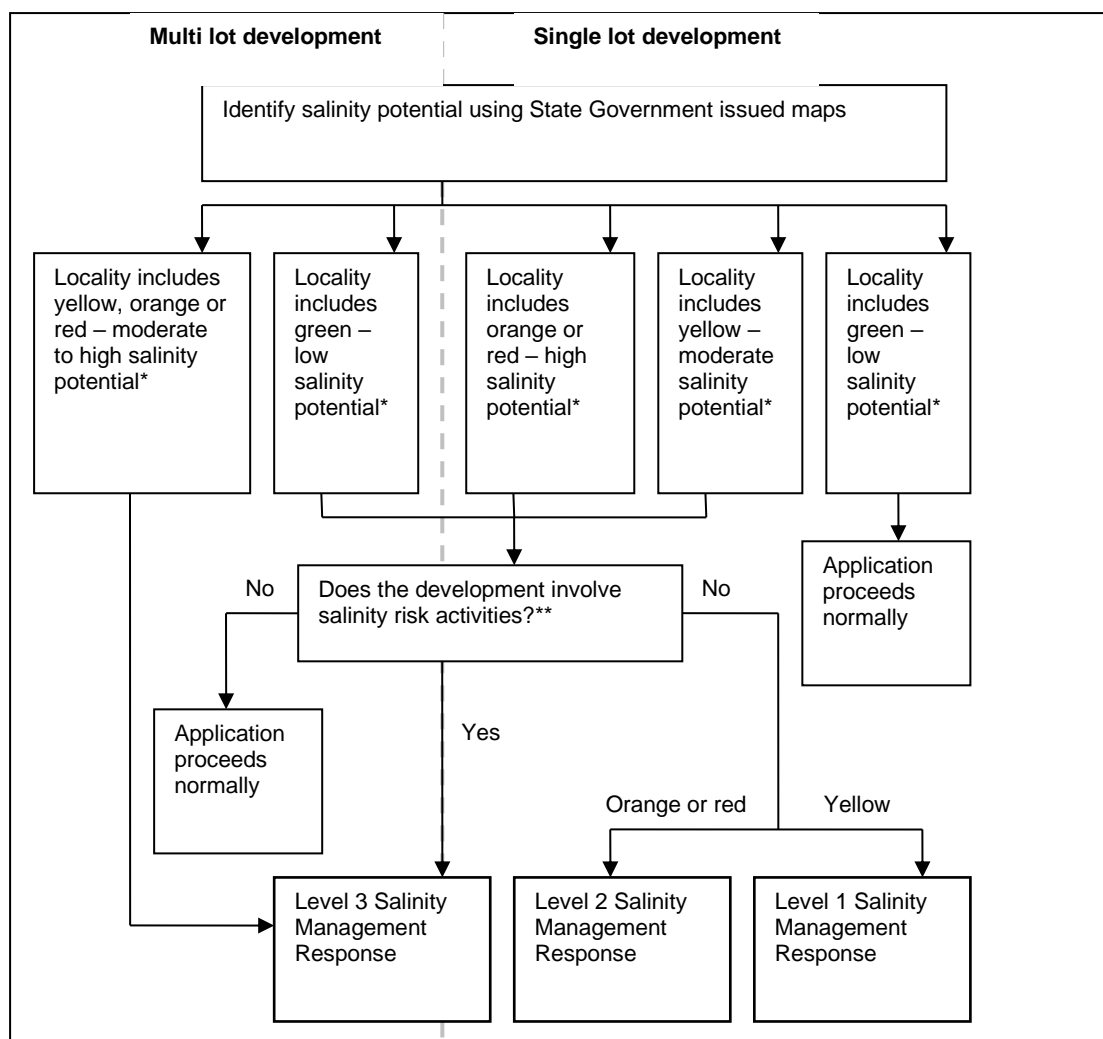 Multi lot development
Single lot development
Identify salinity potential using State Government issued maps
Locality includes
yellow, orange or
red – moderate
to high salinity
potential*
Locality
includes
green –
low
salinity
potential*
Locality
includes
orange or
red – high
salinity
potential*
Locality
includes
yellow –
moderate
salinity
potential*
Locality
includes
green –
low salinity
potential*
Application
proceeds
normally
No
Does the development involve
salinity risk activities?**
No
Application
proceeds
normally
Yes
Orange or red
Yellow
Level 3 Salinity
Management
Response
Level 2 Salinity
Management
Response
Level 1 Salinity
Management
Response